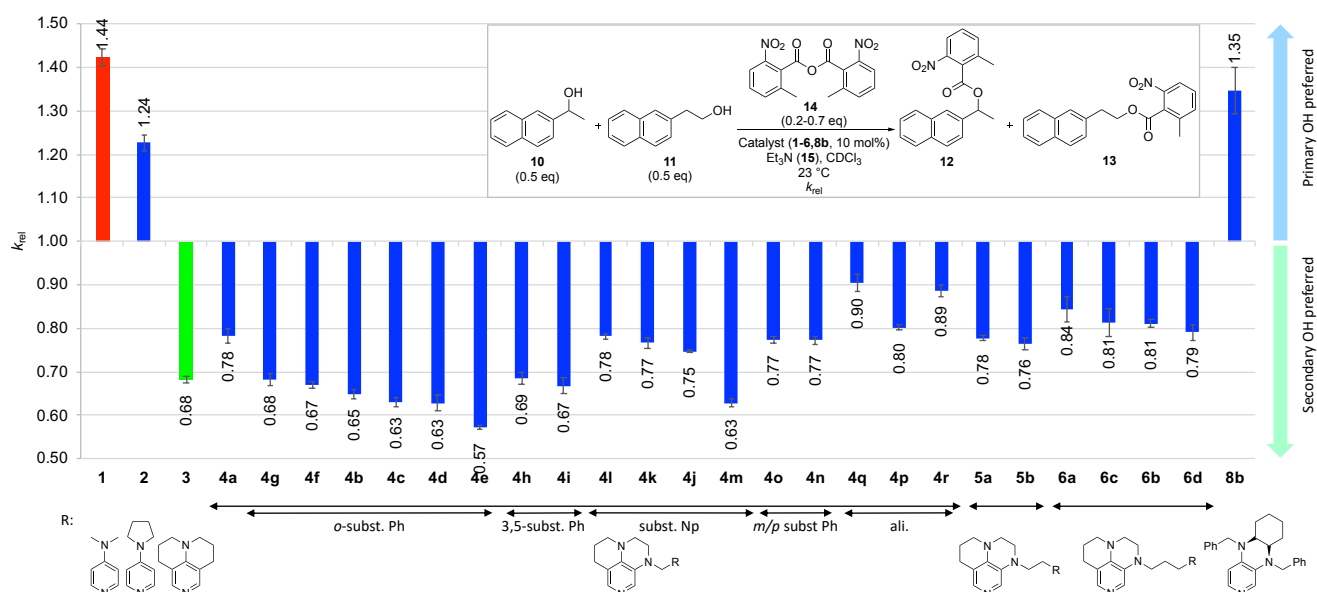 1.50
1.40
1.30
1.20
1.10
1.00
0.90
0.80
0.70
0.60
0.50
k_rel
1.44
1.24
0.68
0.78
0.68
0.67
0.65
0.63
0.63
0.57
0.69
0.67
0.78
0.77
0.75
0.63
0.77
0.77
0.90
0.80
0.89
0.78
0.76
0.84
0.81
0.81
0.79
1.35
OH
10
(0.5 eq)
+
OH
11
(0.5 eq)
NO₂ O O NO₂
O
14
(0.2-0.7 eq)
Catalyst (1-6,8b, 10 mol%)
Et₃N (15), CDCl₃
23 °C
k_rel
NO₂
O
O
12
+
NO₂
O
O
13
Primary OH preferred
Secondary OH preferred
1 2 3 4a 4g 4f 4b 4c 4d 4e 4h 4i 4l 4k 4j 4m 4o 4n 4q 4p 4r 5a 5b 6a 6c 6b 6d 8b
o-subst. Ph 3,5-subst. Ph subst. Np m/p subst Ph ali.
R:
N
N
N
N
N
N
N
N
R
N
N
N
R
N
N
N
R
N
Ph
N
N
Ph
N